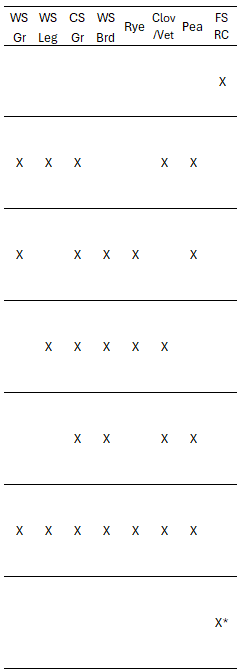 WS WS CS WS Rye Clov Pea FS
Gr Leg Gr Brd /Vet RC
X
X X X X X
X X X X X
X X X X X
X X X X
X X X X X X X
X*